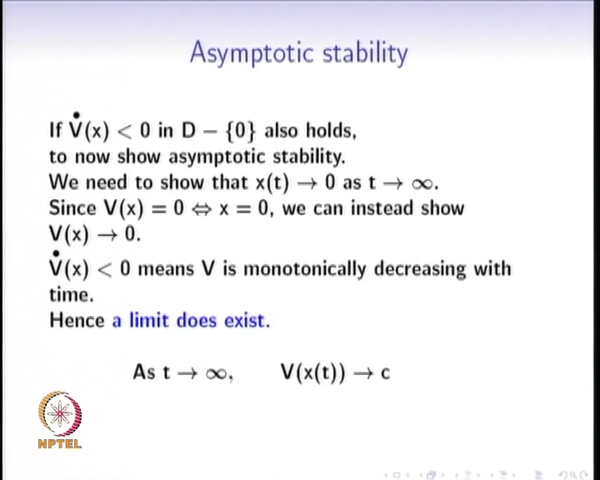 Asymptotic stability
If V̇(x) < 0 in D − {0} also holds,
to now show asymptotic stability.
We need to show that x(t) → 0 as t → ∞.
Since V(x) = 0 ⇔ x = 0, we can instead show
V(x) → 0.
V̇(x) < 0 means V is monotonically decreasing with
time.
Hence a limit does exist.
As t → ∞, V(x(t)) → c
NPTEL